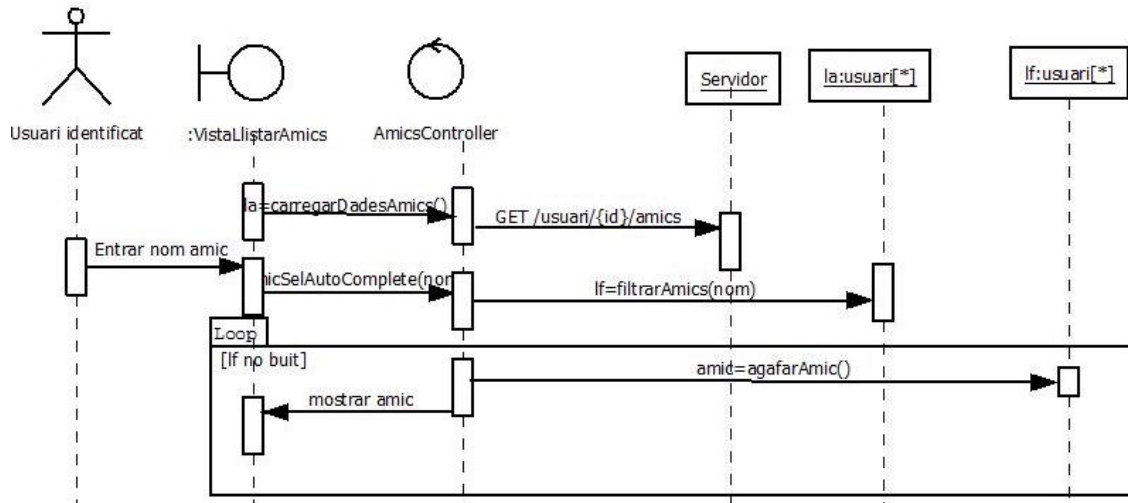 Usuari identificat
:VistaLlistarAmics
AmicsController
Servidor
la:usuari[*]
lf:usuari[*]
la=carregarDadesAmics()
GET /usuari/{id}/amics
Entrar nom amic
lf=filtrarAmics(nom)
Loop
[lf no buit]
amic=agafarAmic()
mostrar amic